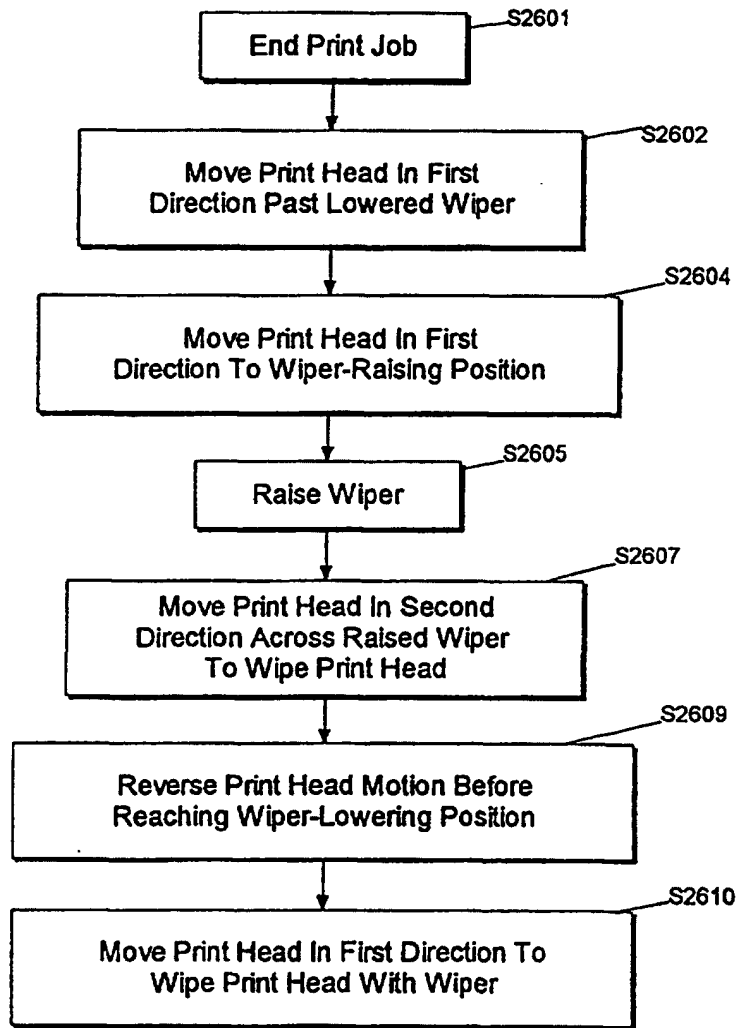 S2601
End Print Job
S2602
Move Print Head In First
Direction Past Lowered Wiper
S2604
Move Print Head In First
Direction To Wiper-Raising Position
S2605
Raise Wiper
S2607
Move Print Head In Second
Direction Across Raised Wiper
To Wipe Print Head
S2609
Reverse Print Head Motion Before
Reaching Wiper-Lowering Position
S2610
Move Print Head In First Direction To
Wipe Print Head With Wiper